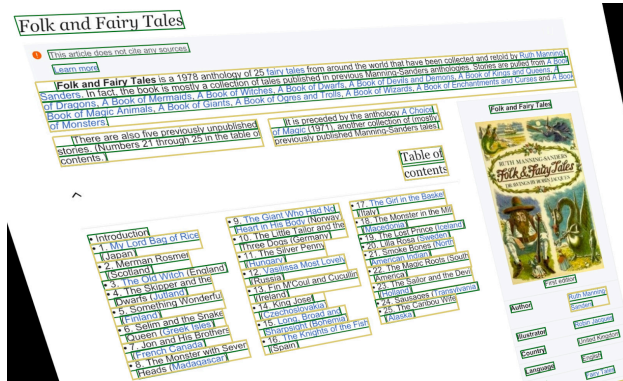 Folk and Fairy Tales
This article does not cite any sources.
Learn more
Folk and Fairy Tales is a 1978 anthology of 25 fairy tales from around the world that have been collected and retold by Ruth Manning-
Sanders. In fact, the book is mostly a collection of tales published in previous Manning-Sanders anthologies. Stories are pulled from A Book
of Dragons, A Book of Mermaids, A Book of Witches, A Book of Dwarfs, A Book of Devils and Demons, A Book of Kings and Queens, A
Book of Magic Animals, A Book of Giants, A Book of Ogres and Trolls, A Book of Wizards, A Book of Enchantments and Curses and A Book
of Monsters.
There are also five previously unpublished
stories. (Numbers 21 through 25 in the table of
contents.)
It is preceded by the anthology A Choice
of Magic (1971), another collection of (mostly)
previously published Manning-Sanders tales.
Table of
contents
• Introduction
• 1. My Lord Bag of Rice
(Japan)
• 2. Merman Rosmer
(Scotland)
• 3. The Old Witch (England)
• 4. The Skipper and the
Dwarfs (Jutland)
• 5. Something Wonderful
(Finland)
• 6. Selim and the Snake
Queen (Greek Isles)
• 7. Jon and His Brothers
(French Canada)
• 8. The Monster with Seven
Heads (Madagascar)
• 9. The Giant Who Had No
Heart in His Body (Norway)
• 10. The Little Tailor and the
Three Dogs (Germany)
• 11. The Silver Penny
(Hungary)
• 12. Vasilissa Most Lovely
(Russia)
• 13. Fin M'Coul and Cucullin
(Ireland)
• 14. King Josef
(Czechoslovakia)
• 15. Long, Broad and
Sharpsight (Bohemia)
• 16. The Knights of the Fish
(Spain)
• 17. The Girl in the Basket
(Italy)
• 18. The Monster in the Mill
(Macedonia)
• 19. The Lost Prince (Iceland)
• 20. Lilla Rosa (Sweden)
• 21. Smoke Bones (North
American Indian)
• 22. The Magic Roots (South
America)
• 23. The Sailor and the Devil
(Holland)
• 24. Sausages (Transylvania)
• 25. The Caribou Wife
(Alaska)
Folk and Fairy Tales
RUTH MANNING-SANDERS
Folk & Fairy Tales
DRAWINGS BY ROBIN JACQUES
First edition
Author
Ruth Manning-
Sanders
Illustrator
Robin Jacques
Country
United Kingdom
Language
English
Fairy Tales